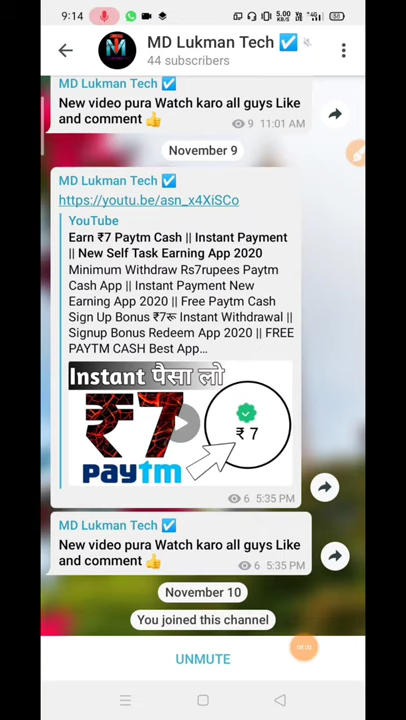 9:14
5.00 KB/S
58
MD Lukman Tech
44 subscribers
MD Lukman Tech
New video pura Watch karo all guys Like
and comment 👍
9 11:01 AM
November 9
MD Lukman Tech
https://youtu.be/asn_x4XiSCo
YouTube
Earn ₹7 Paytm Cash || Instant Payment
|| New Self Task Earning App 2020
Minimum Withdraw Rs7rupees Paytm
Cash App || Instant Payment New
Earning App 2020 || Free Paytm Cash
Sign Up Bonus ₹7रू Instant Withdrawal ||
Signup Bonus Redeem App 2020 || FREE
PAYTM CASH Best App...
Instant पैसा लो
₹7
₹ 7
paytm
6 5:35 PM
MD Lukman Tech
New video pura Watch karo all guys Like
and comment 👍
6 5:35 PM
November 10
You joined this channel
UNMUTE